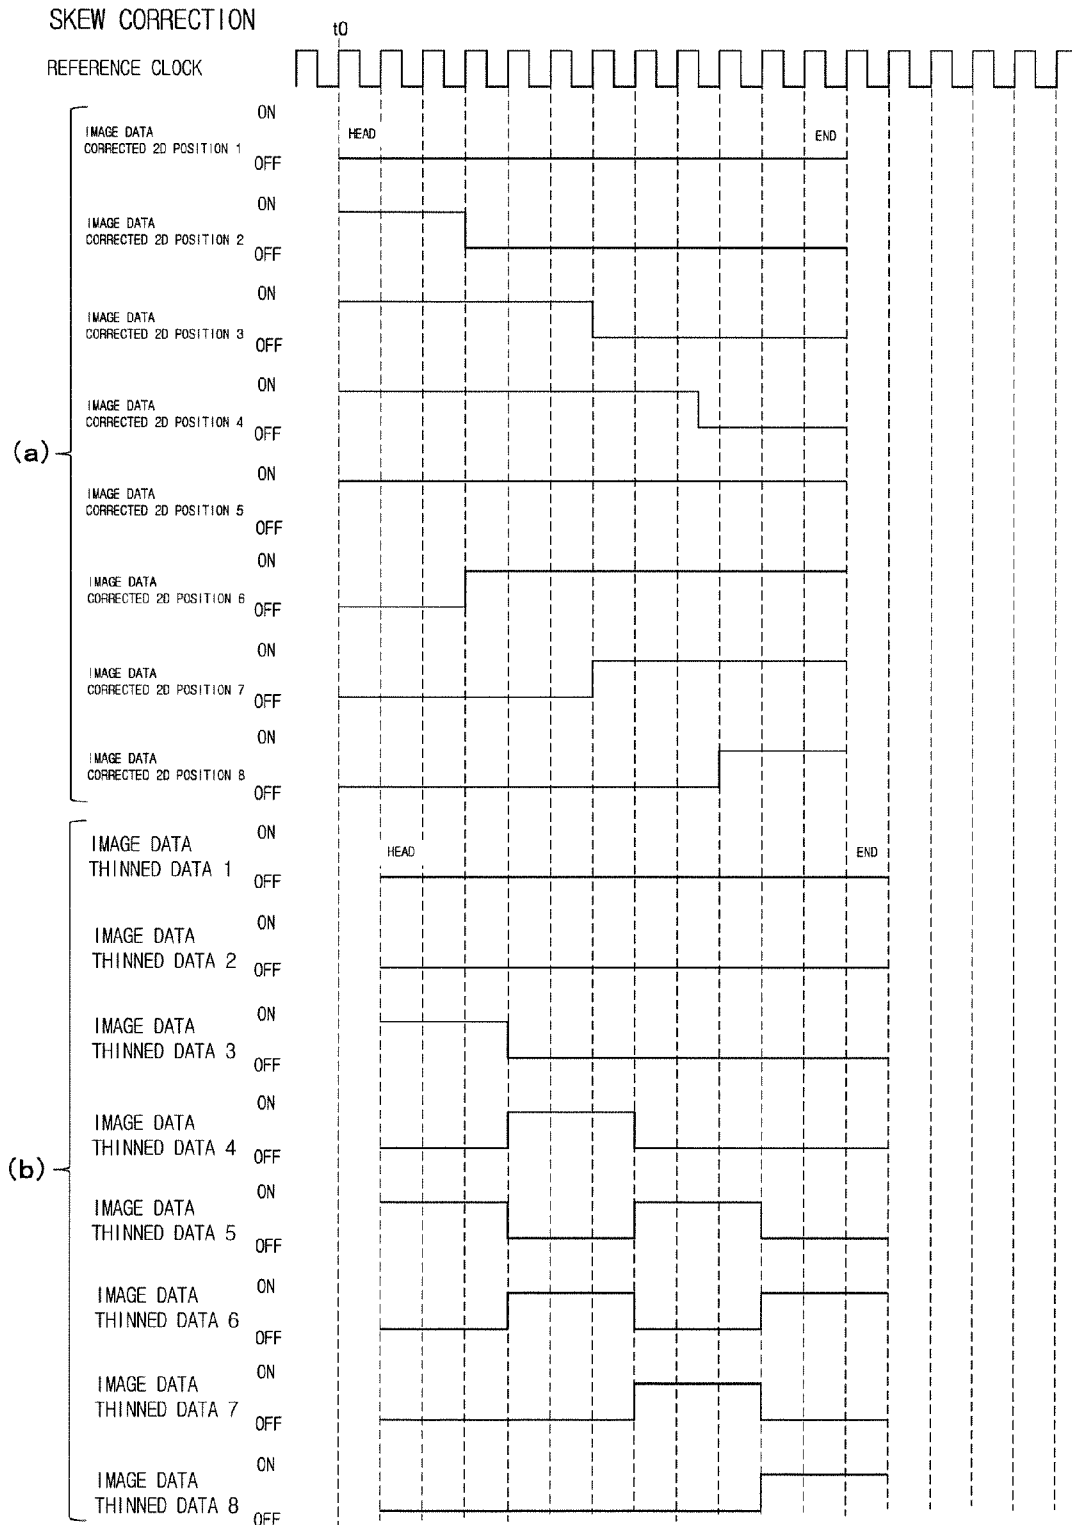 SKEW CORRECTION
t0
REFERENCE CLOCK
(a)
ON
IMAGE DATA
CORRECTED 2D POSITION 1
OFF
HEAD
END
ON
IMAGE DATA
CORRECTED 2D POSITION 2
OFF
ON
IMAGE DATA
CORRECTED 2D POSITION 3
OFF
ON
IMAGE DATA
CORRECTED 2D POSITION 4
OFF
ON
IMAGE DATA
CORRECTED 2D POSITION 5
OFF
ON
IMAGE DATA
CORRECTED 2D POSITION 6
OFF
ON
IMAGE DATA
CORRECTED 2D POSITION 7
OFF
ON
IMAGE DATA
CORRECTED 2D POSITION 8
OFF
(b)
ON
IMAGE DATA
THINNED DATA 1
OFF
HEAD
END
ON
IMAGE DATA
THINNED DATA 2
OFF
ON
IMAGE DATA
THINNED DATA 3
OFF
ON
IMAGE DATA
THINNED DATA 4
OFF
ON
IMAGE DATA
THINNED DATA 5
OFF
ON
IMAGE DATA
THINNED DATA 6
OFF
ON
IMAGE DATA
THINNED DATA 7
OFF
ON
IMAGE DATA
THINNED DATA 8
OFF